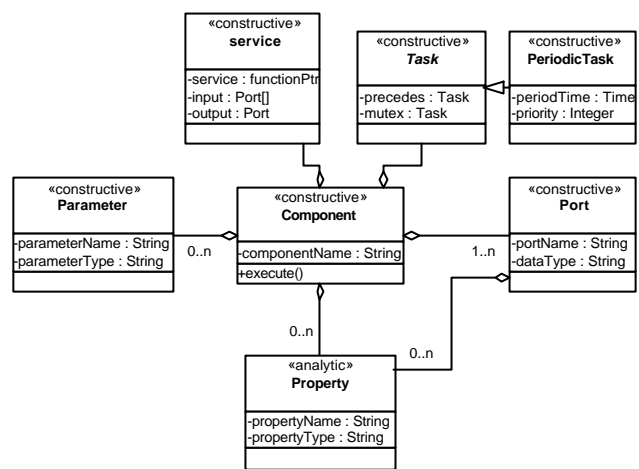 «constructive»
service
-service : functionPtr
-input : Port[]
-output : Port
«constructive»
Task
-precedes : Task
-mutex : Task
«constructive»
PeriodicTask
-periodTime : Time
-priority : Integer
«constructive»
Parameter
-parameterName : String
-parameterType : String
0..n
«constructive»
Component
-componentName : String
+execute()
1..n
«constructive»
Port
-portName : String
-dataType : String
0..n
0..n
«analytic»
Property
-propertyName : String
-propertyType : String